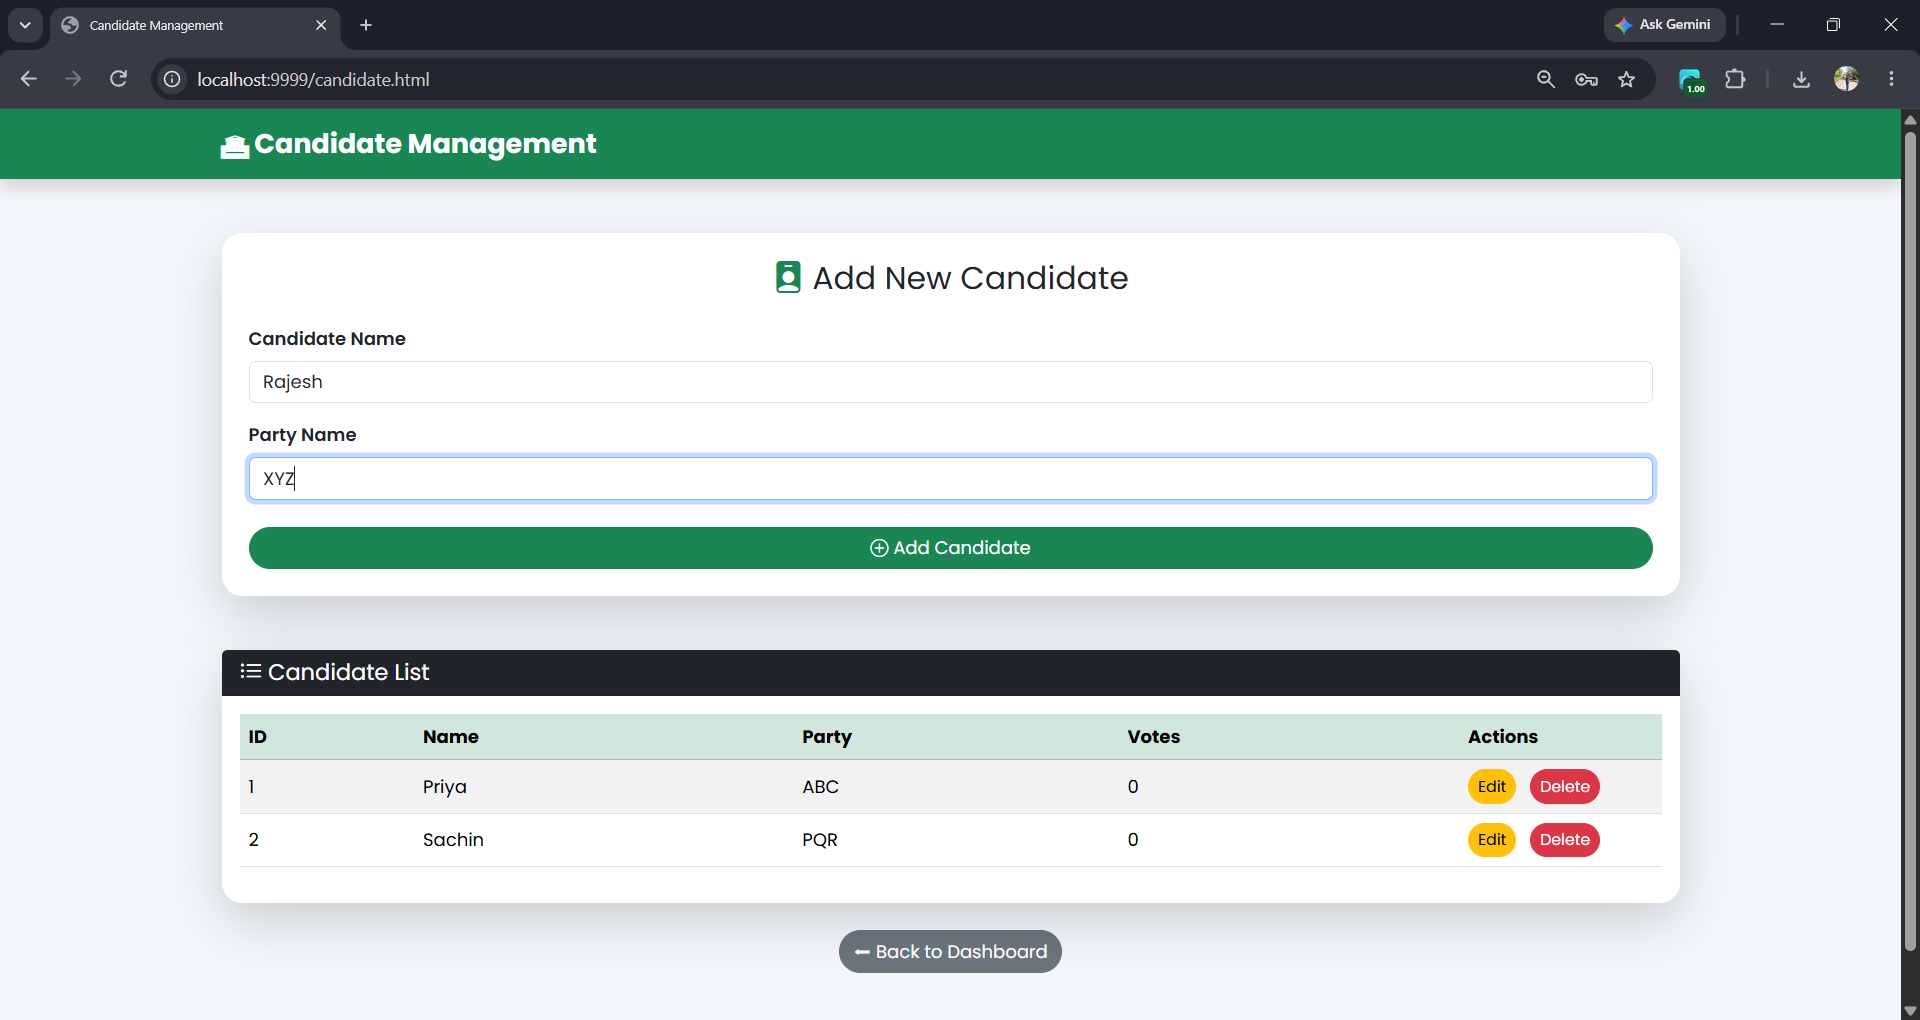 Candidate Management
Ask Gemini
localhost:9999/candidate.html
1.00
Candidate Management
Add New Candidate
Candidate Name
Rajesh
Party Name
XYZ
Add Candidate
Candidate List
ID Name Party Votes Actions
1 Priya ABC 0 Edit Delete
2 Sachin PQR 0 Edit Delete
Back to Dashboard